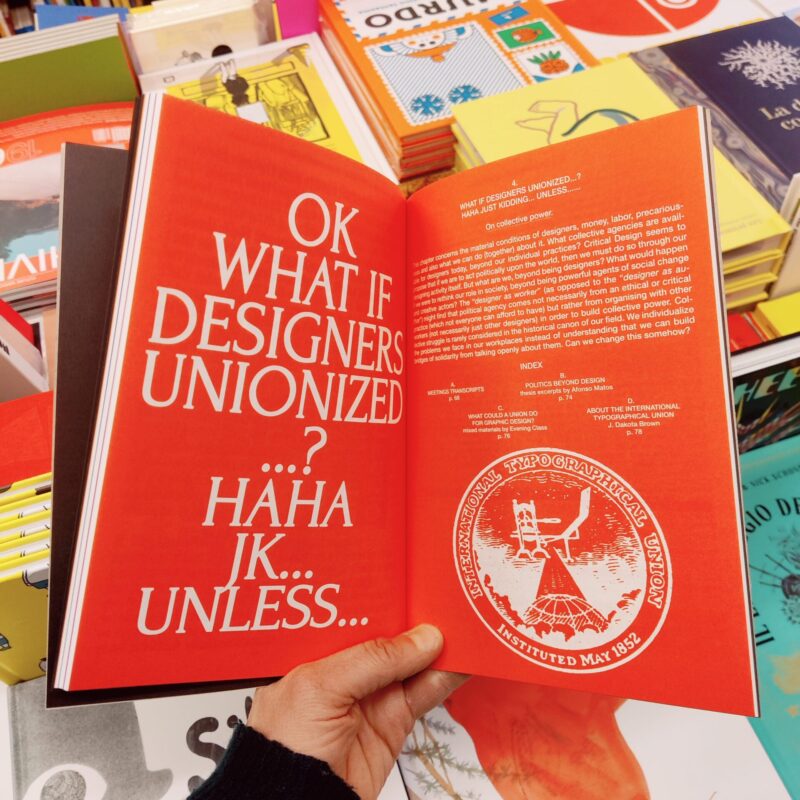 OK
WHAT IF
DESIGNERS
UNIONIZED
...?
HAHA
JK...
UNLESS...
4.
WHAT IF DESIGNERS UNIONIZED...?
HAHA JUST KIDDING... UNLESS......
On collective power.
chapter concerns the material conditions of designers, money, labor, precarious-
and also what we can do (together) about it. What collective agencies are avail-
for designers today, beyond our individual practices? Critical Design seems to
that if we are to act politically upon the world, then we must do so through our
designing activity itself. But what are we, beyond being designers? What would happen
we were to rethink our role in society, beyond being powerful agents of social change
and creative actors? The “designer as worker” (as opposed to the “designer as au-
”) might find that political agency comes not necessarily from an ethical or critical
practice (which not everyone can afford to have) but rather from organising with other
workers (not necessarily just other designers) in order to build collective power. Col-
struggle is rarely considered in the historical canon of our field. We individualize
the problems we face in our workplaces instead of understanding that we can build
bridges of solidarity from talking openly about them. Can we change this somehow?
INDEX
A.
MEETINGS TRANSCRIPTS
p. 68
B.
POLITICS BEYOND DESIGN
thesis excerpts by Afonso Matos
p. 74
C.
WHAT COULD A UNION DO
FOR GRAPHIC DESIGN?
mixed materials by Evening Class
p. 76
D.
ABOUT THE INTERNATIONAL
TYPOGRAPHICAL UNION
J. Dakota Brown
p. 78
INTERNATIONAL TYPOGRAPHICAL UNION
INSTITUTED MAY 1852
URDO
La d
co